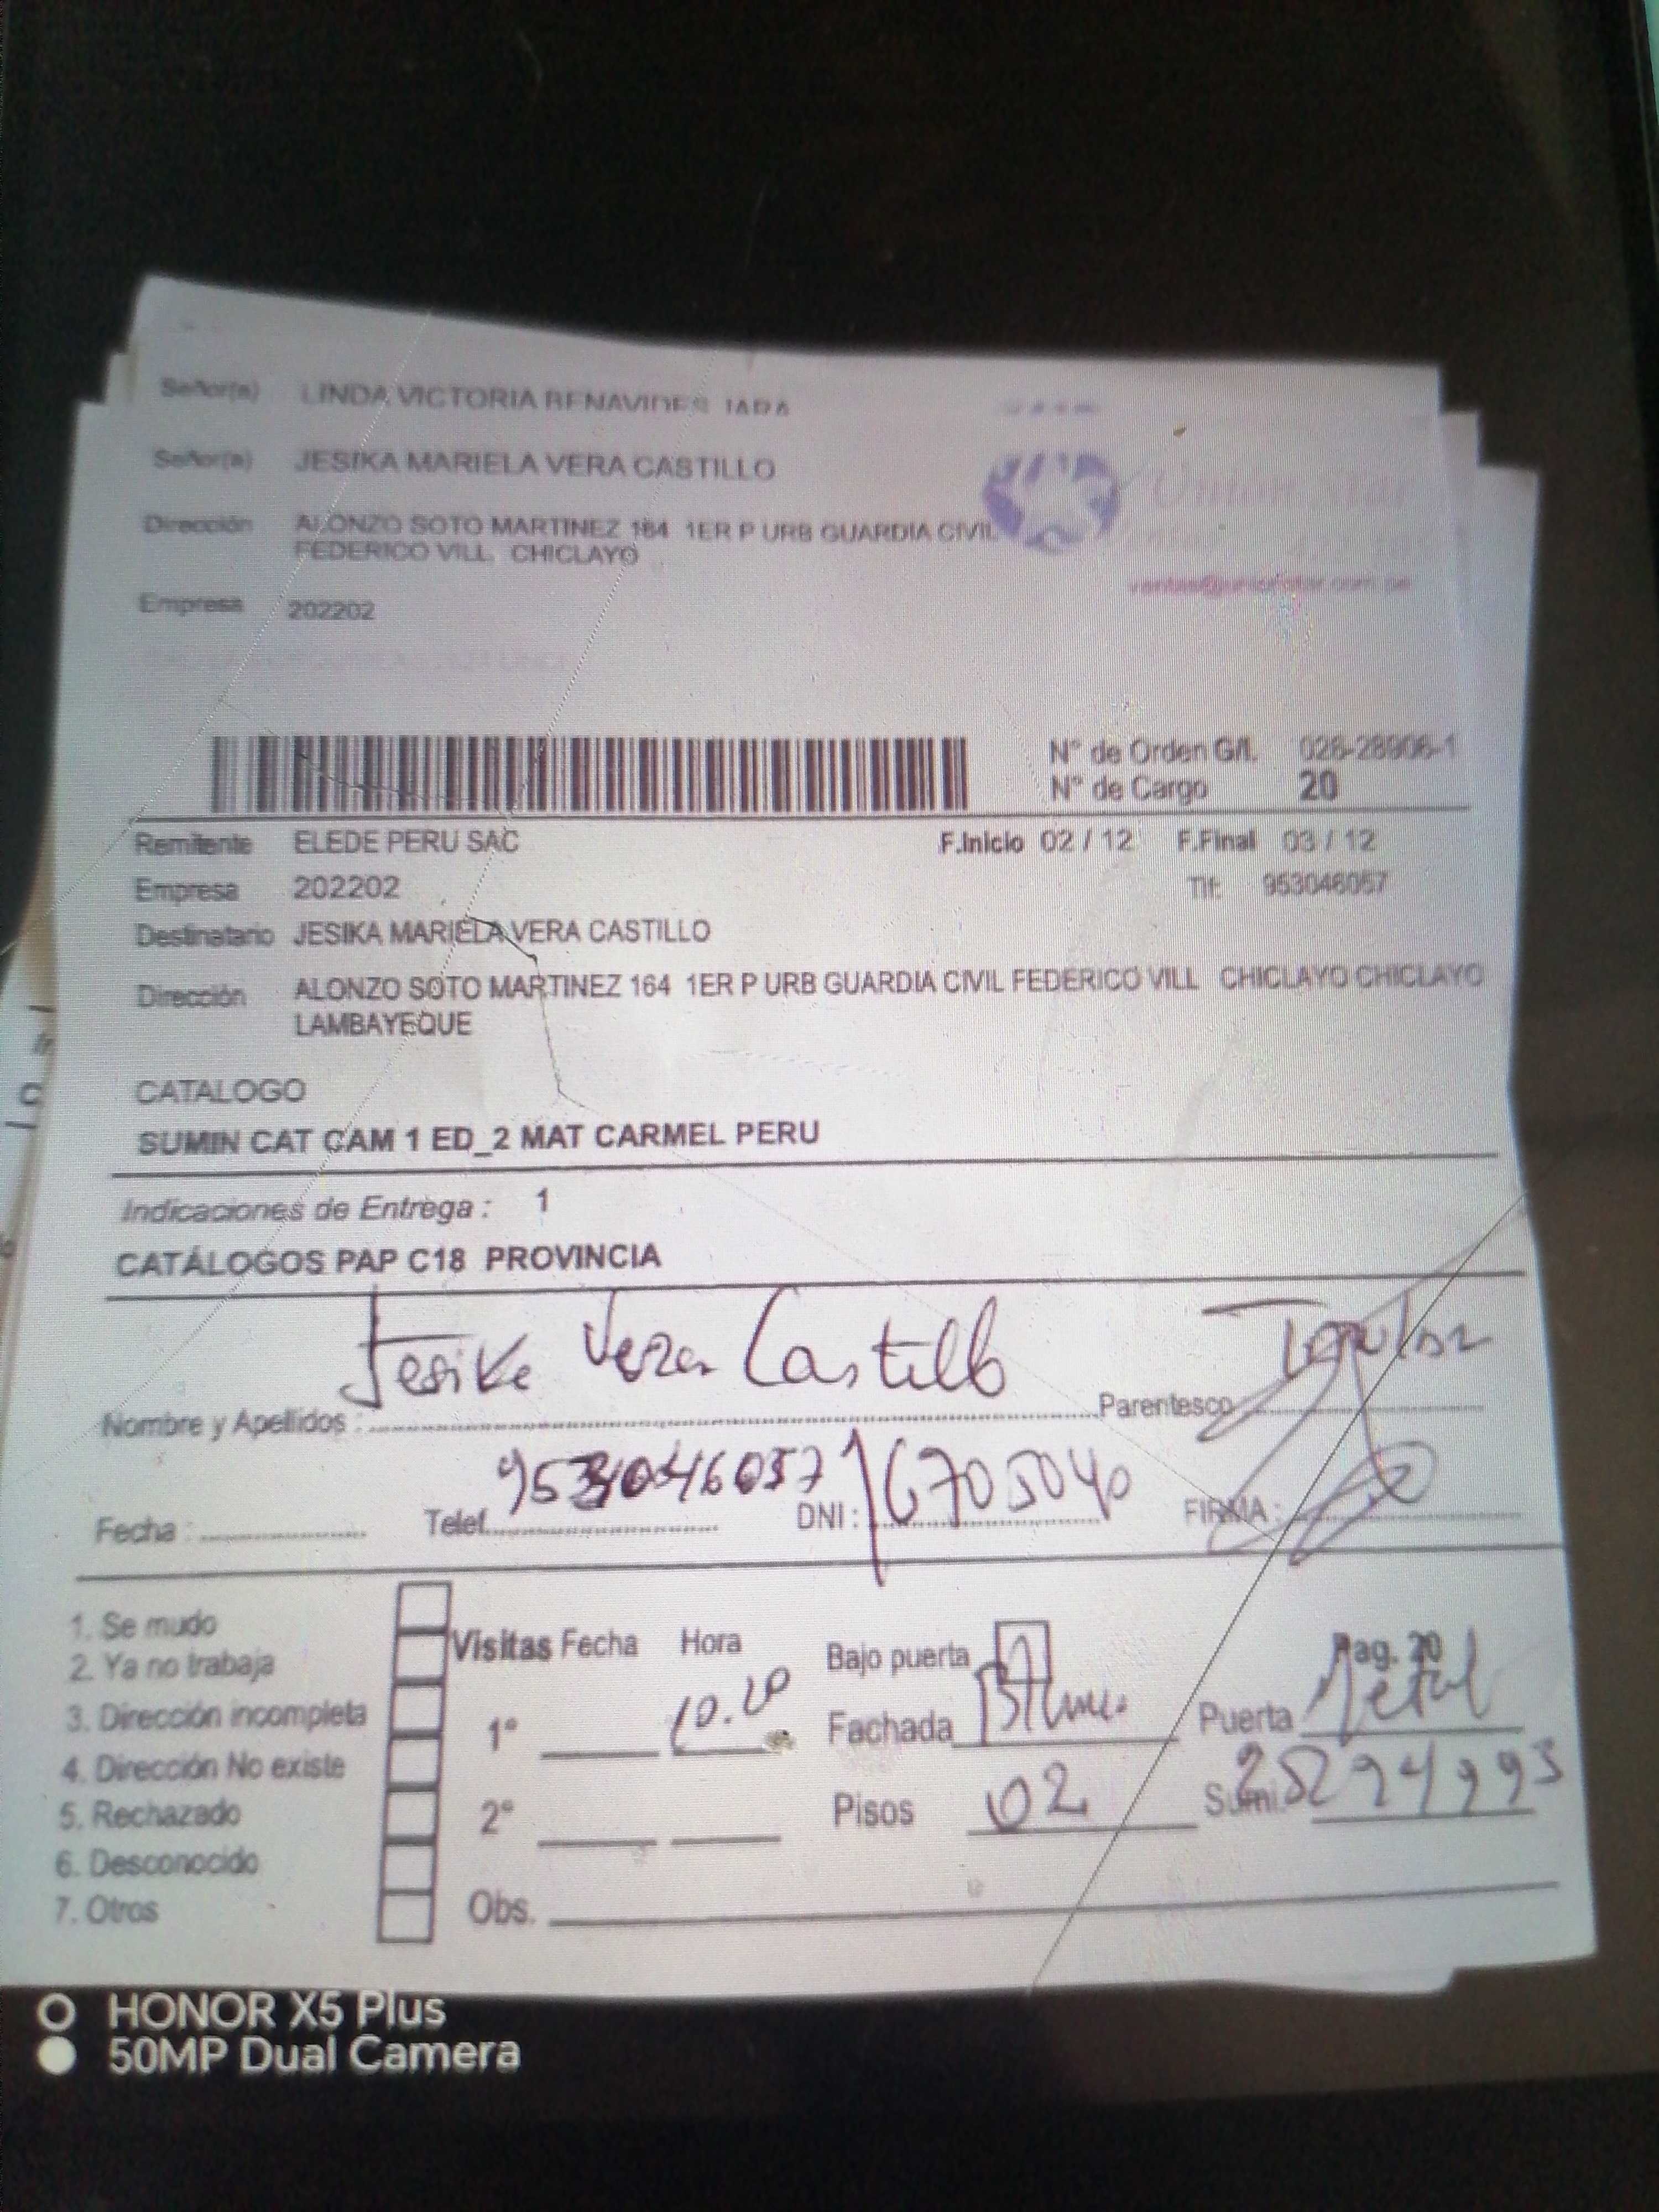 Señor(a) LINDA VICTORIA BENAVIDES JARA
Señor(a) JESIKA MARIELA VERA CASTILLO
Dirección ALONZO SOTO MARTINEZ 164 1ER P URB GUARDIA CIVIL
FEDERICO VILL CHICLAYO
Empresa 202202
N° de Orden G/I. 026-28906-1
N° de Cargo 20
Remitente ELEDE PERU SAC F.Inicio 02 / 12 F.Final 03 / 12
Empresa 202202 Tlf: 953046057
Destinatario JESIKA MARIELA VERA CASTILLO
Dirección ALONZO SOTO MARTINEZ 164 1ER P URB GUARDIA CIVIL FEDERICO VILL CHICLAYO CHICLAYO
LAMBAYEQUE
CATALOGO
SUMIN CAT CAM 1 ED_2 MAT CARMEL PERU
Indicaciones de Entrega : 1
CATÁLOGOS PAP C18 PROVINCIA
Nombre y Apellidos : Jesika Vera Castillo Parentesco Titular
Fecha : Telef. 953046057 DNI : 16705040 FIRMA :
1. Se mudo
2. Ya no trabaja
3. Dirección incompleta
4. Dirección No existe
5. Rechazado
6. Desconocido
7. Otros
Visitas Fecha Hora Bajo puerta Pag. 20
1° 10.20 Fachada Puerta Metal
2° Pisos 02 Sumi. 25294993
Obs.
HONOR X5 Plus
50MP Dual Camera